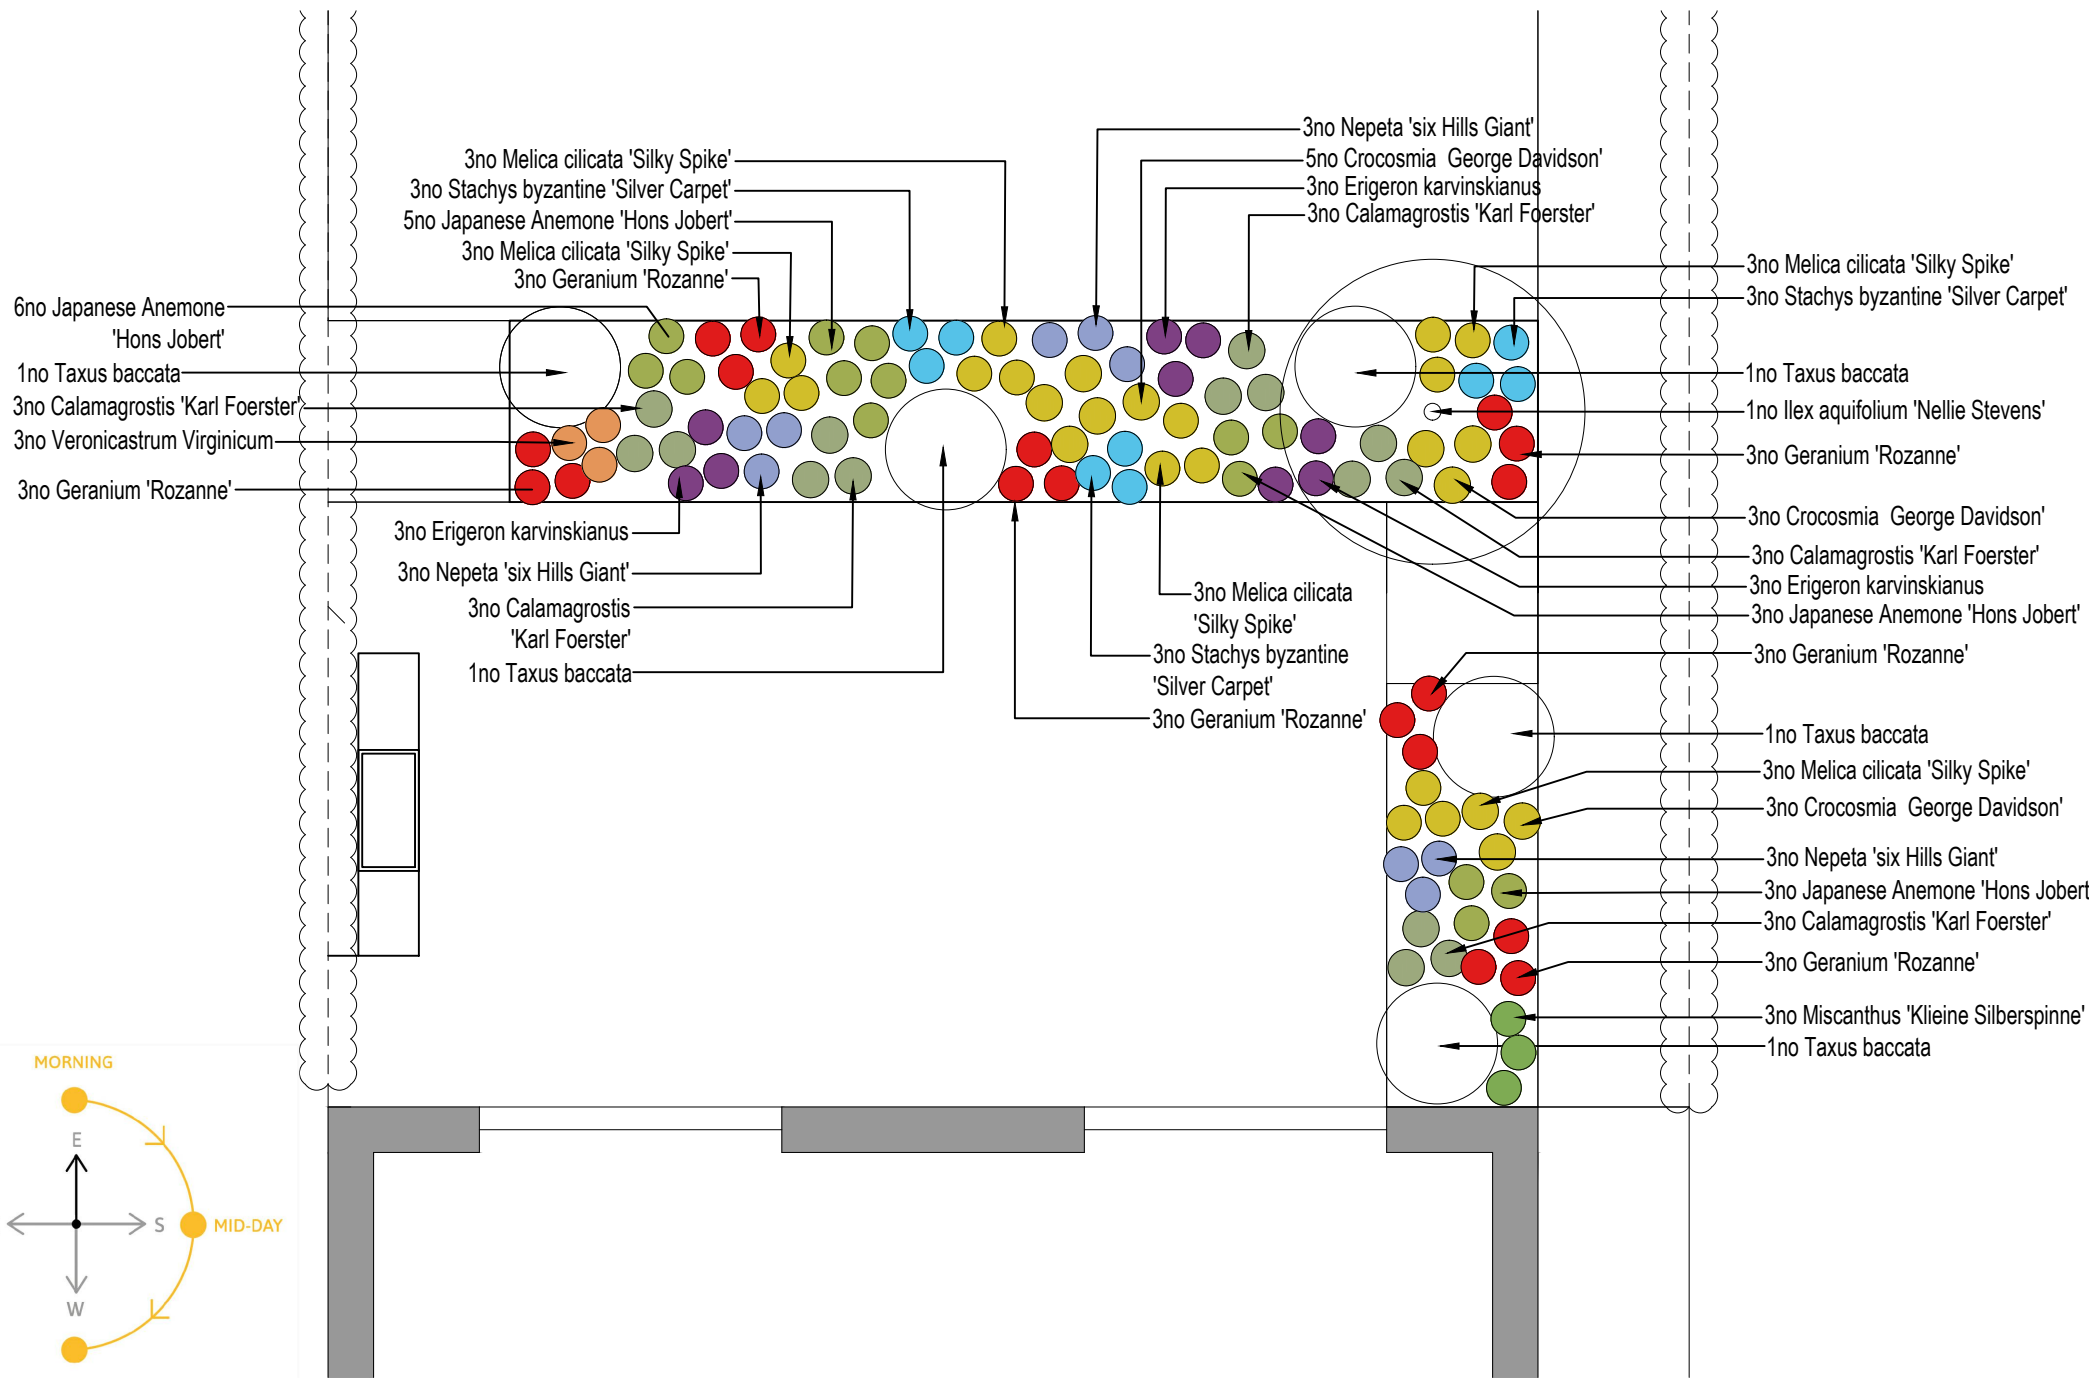 3no Nepeta 'six Hills Giant'
5no Crocosmia  George Davidson'
3no Erigeron karvinskianus
3no Calamagrostis 'Karl Foerster'
3no Melica cilicata 'Silky Spike'
3no Stachys byzantine 'Silver Carpet'
5no Japanese Anemone 'Hons Jobert'
3no Melica cilicata 'Silky Spike'
3no Geranium 'Rozanne'
6no Japanese Anemone
'Hons Jobert'
1no Taxus baccata
3no Calamagrostis 'Karl Foerster'
3no Veronicastrum Virginicum
3no Geranium 'Rozanne'
3no Erigeron karvinskianus
3no Nepeta 'six Hills Giant'
3no Calamagrostis
'Karl Foerster'
1no Taxus baccata
3no Melica cilicata
'Silky Spike'
3no Stachys byzantine
'Silver Carpet'
3no Geranium 'Rozanne'
3no Melica cilicata 'Silky Spike'
3no Stachys byzantine 'Silver Carpet'
1no Taxus baccata
1no Ilex aquifolium 'Nellie Stevens'
3no Geranium 'Rozanne'
3no Crocosmia  George Davidson'
3no Calamagrostis 'Karl Foerster'
3no Erigeron karvinskianus
3no Japanese Anemone 'Hons Jobert'
3no Geranium 'Rozanne'
1no Taxus baccata
3no Melica cilicata 'Silky Spike'
3no Crocosmia  George Davidson'
3no Nepeta 'six Hills Giant'
3no Japanese Anemone 'Hons Jobert
3no Calamagrostis 'Karl Foerster'
3no Geranium 'Rozanne'
3no Miscanthus 'Klieine Silberspinne'
1no Taxus baccata
MORNING
E
S
MID-DAY
W